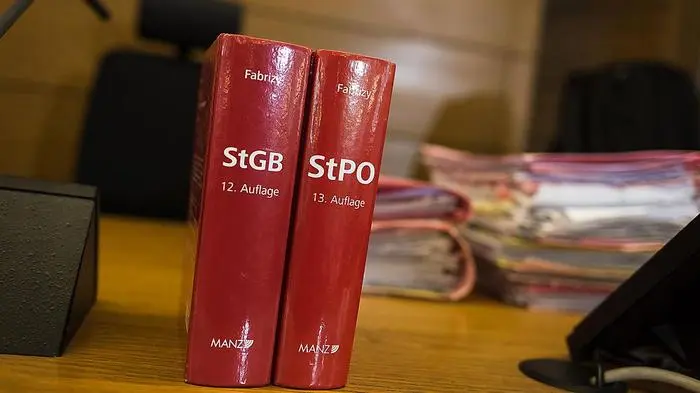 Fabrizy
StGB
12. Auflage
MANZ
Fabrizy
StPO
13. Auflage
MANZ